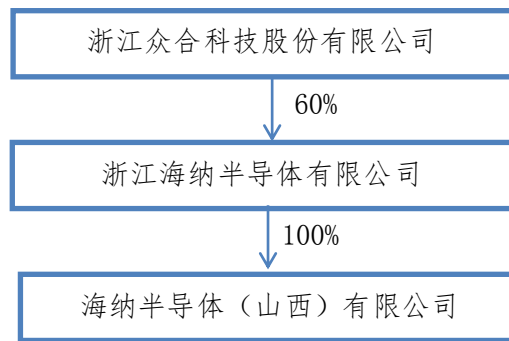 浙江众合科技股份有限公司
60%
浙江海纳半导体有限公司
100%
海纳半导体（山西）有限公司